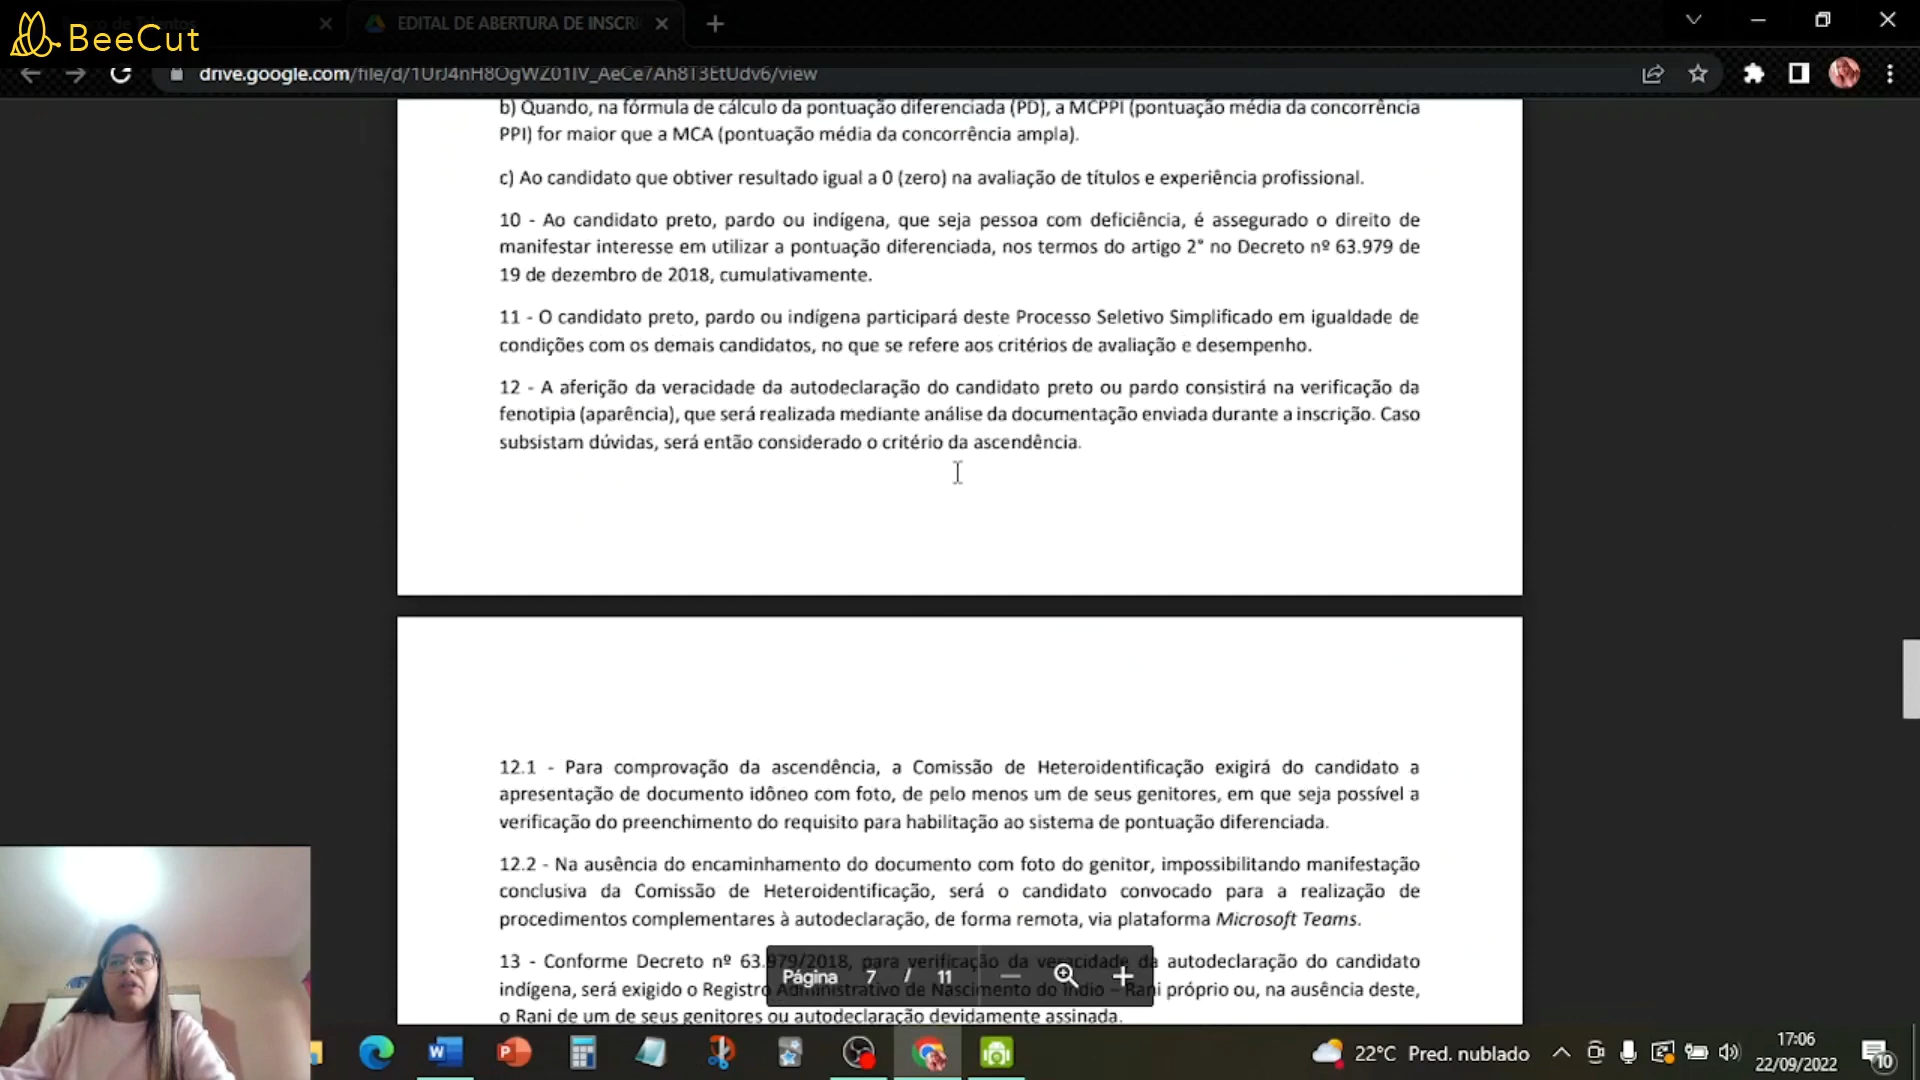 BeeCut
EDITAL DE ABERTURA DE INSCRI
drive.google.com/file/d/1UrJ4nH8OgWZ01IV_AeCe7Ah8T3EtUdv6/view
b) Quando, na fórmula de cálculo da pontuação diferenciada (PD), a MCPPI (pontuação média da concorrência
PPI) for maior que a MCA (pontuação média da concorrência ampla).
c) Ao candidato que obtiver resultado igual a 0 (zero) na avaliação de títulos e experiência profissional.
10 - Ao candidato preto, pardo ou indígena, que seja pessoa com deficiência, é assegurado o direito de
manifestar interesse em utilizar a pontuação diferenciada, nos termos do artigo 2° no Decreto nº 63.979 de
19 de dezembro de 2018, cumulativamente.
11 - O candidato preto, pardo ou indígena participará deste Processo Seletivo Simplificado em igualdade de
condições com os demais candidatos, no que se refere aos critérios de avaliação e desempenho.
12 - A aferição da veracidade da autodeclaração do candidato preto ou pardo consistirá na verificação da
fenotipia (aparência), que será realizada mediante análise da documentação enviada durante a inscrição. Caso
subsistam dúvidas, será então considerado o critério da ascendência.
12.1 - Para comprovação da ascendência, a Comissão de Heteroidentificação exigirá do candidato a
apresentação de documento idôneo com foto, de pelo menos um de seus genitores, em que seja possível a
verificação do preenchimento do requisito para habilitação ao sistema de pontuação diferenciada.
12.2 - Na ausência do encaminhamento do documento com foto do genitor, impossibilitando manifestação
conclusiva da Comissão de Heteroidentificação, será o candidato convocado para a realização de
procedimentos complementares à autodeclaração, de forma remota, via plataforma Microsoft Teams.
13 - Conforme Decreto nº 63.979/2018, para verificação da veracidade da autodeclaração do candidato
indígena, será exigido o Registro Administrativo de Nascimento do Índio – Rani próprio ou, na ausência deste,
o Rani de um de seus genitores ou autodeclaração devidamente assinada.
Página 7 / 11
22°C Pred. nublado
17:06
22/09/2022
10